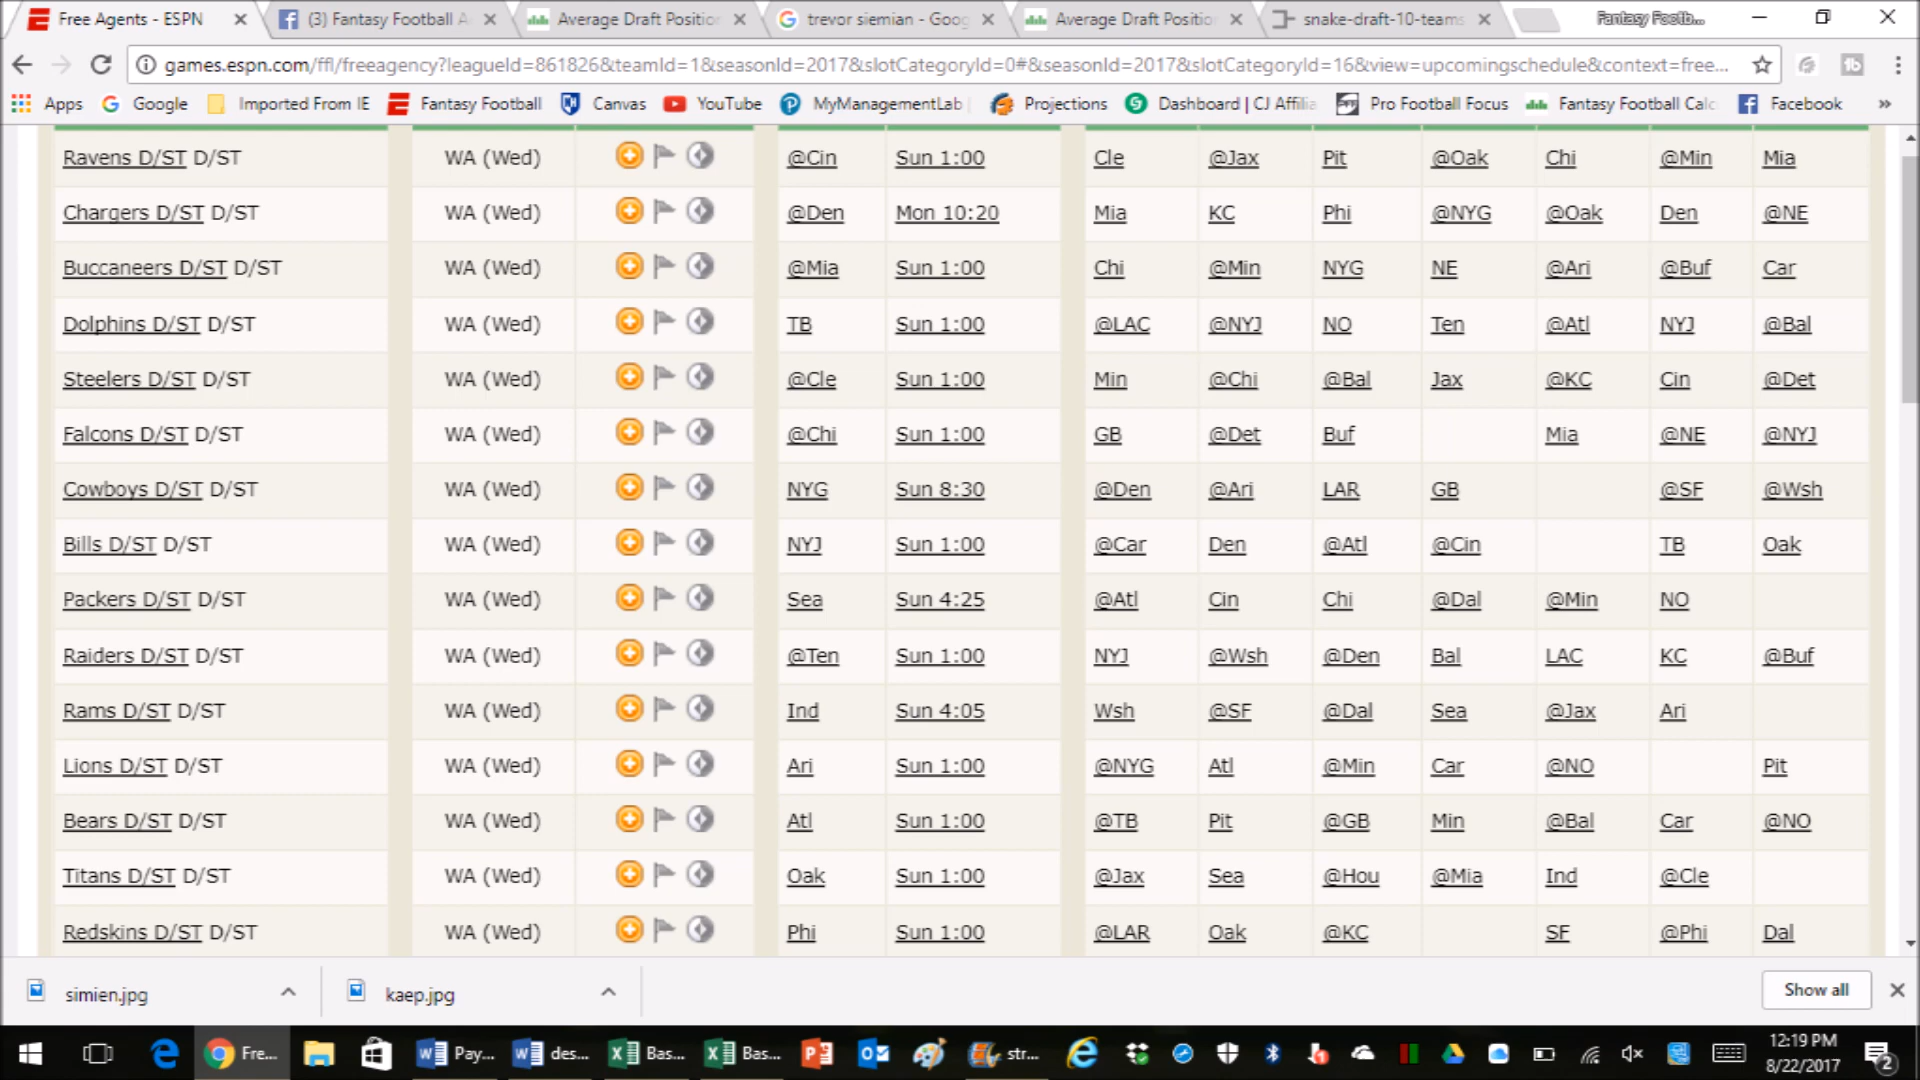 Free Agents - ESPN
(3) Fantasy Football A
Average Draft Position
trevor siemian - Goog
Average Draft Position
snake-draft-10-teams
Fantasy Footb...
games.espn.com/ffl/freeagency?leagueId=861826&teamId=1&seasonId=2017&slotCategoryId=0#&seasonId=2017&slotCategoryId=16&view=upcomingschedule&context=free...
Apps Google Imported From IE Fantasy Football Canvas YouTube MyManagementLab Projections Dashboard | CJ Affilia Pro Football Focus Fantasy Football Calc Facebook »
Ravens D/ST D/ST WA (Wed) @Cin Sun 1:00 Cle @Jax Pit @Oak Chi @Min Mia
Chargers D/ST D/ST WA (Wed) @Den Mon 10:20 Mia KC Phi @NYG @Oak Den @NE
Buccaneers D/ST D/ST WA (Wed) @Mia Sun 1:00 Chi @Min NYG NE @Ari @Buf Car
Dolphins D/ST D/ST WA (Wed) TB Sun 1:00 @LAC @NYJ NO Ten @Atl NYJ @Bal
Steelers D/ST D/ST WA (Wed) @Cle Sun 1:00 Min @Chi @Bal Jax @KC Cin @Det
Falcons D/ST D/ST WA (Wed) @Chi Sun 1:00 GB @Det Buf Mia @NE @NYJ
Cowboys D/ST D/ST WA (Wed) NYG Sun 8:30 @Den @Ari LAR GB @SF @Wsh
Bills D/ST D/ST WA (Wed) NYJ Sun 1:00 @Car Den @Atl @Cin TB Oak
Packers D/ST D/ST WA (Wed) Sea Sun 4:25 @Atl Cin Chi @Dal @Min NO
Raiders D/ST D/ST WA (Wed) @Ten Sun 1:00 NYJ @Wsh @Den Bal LAC KC @Buf
Rams D/ST D/ST WA (Wed) Ind Sun 4:05 Wsh @SF @Dal Sea @Jax Ari
Lions D/ST D/ST WA (Wed) Ari Sun 1:00 @NYG Atl @Min Car @NO Pit
Bears D/ST D/ST WA (Wed) Atl Sun 1:00 @TB Pit @GB Min @Bal Car @NO
Titans D/ST D/ST WA (Wed) Oak Sun 1:00 @Jax Sea @Hou @Mia Ind @Cle
Redskins D/ST D/ST WA (Wed) Phi Sun 1:00 @LAR Oak @KC SF @Phi Dal
simien.jpg kaep.jpg Show all
Fre... Pay... des... Bas... Bas... str...
12:19 PM
8/22/2017
2